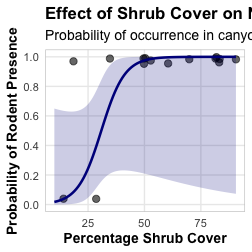 Effect of Shrub Cover on
Probability of occurrence in
Probability of Rodent Presence
1.0
0.8
0.6
0.4
0.2
0.0
25
50
75
Percentage Shrub Cover